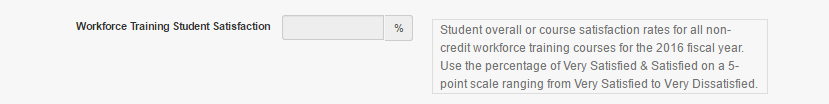 Workforce Training Student Satisfaction
%
Student overall or course satisfaction rates for all non-
credit workforce training courses for the 2016 fiscal year.
Use the percentage of Very Satisfied & Satisfied on a 5-
point scale ranging from Very Satisfied to Very Dissatisfied.